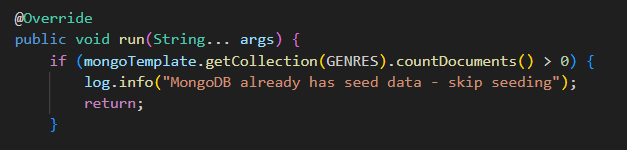 @Override
public void run(String... args) {
    if (mongoTemplate.getCollection(GENRES).countDocuments() > 0) {
        log.info("MongoDB already has seed data - skip seeding");
        return;
    }